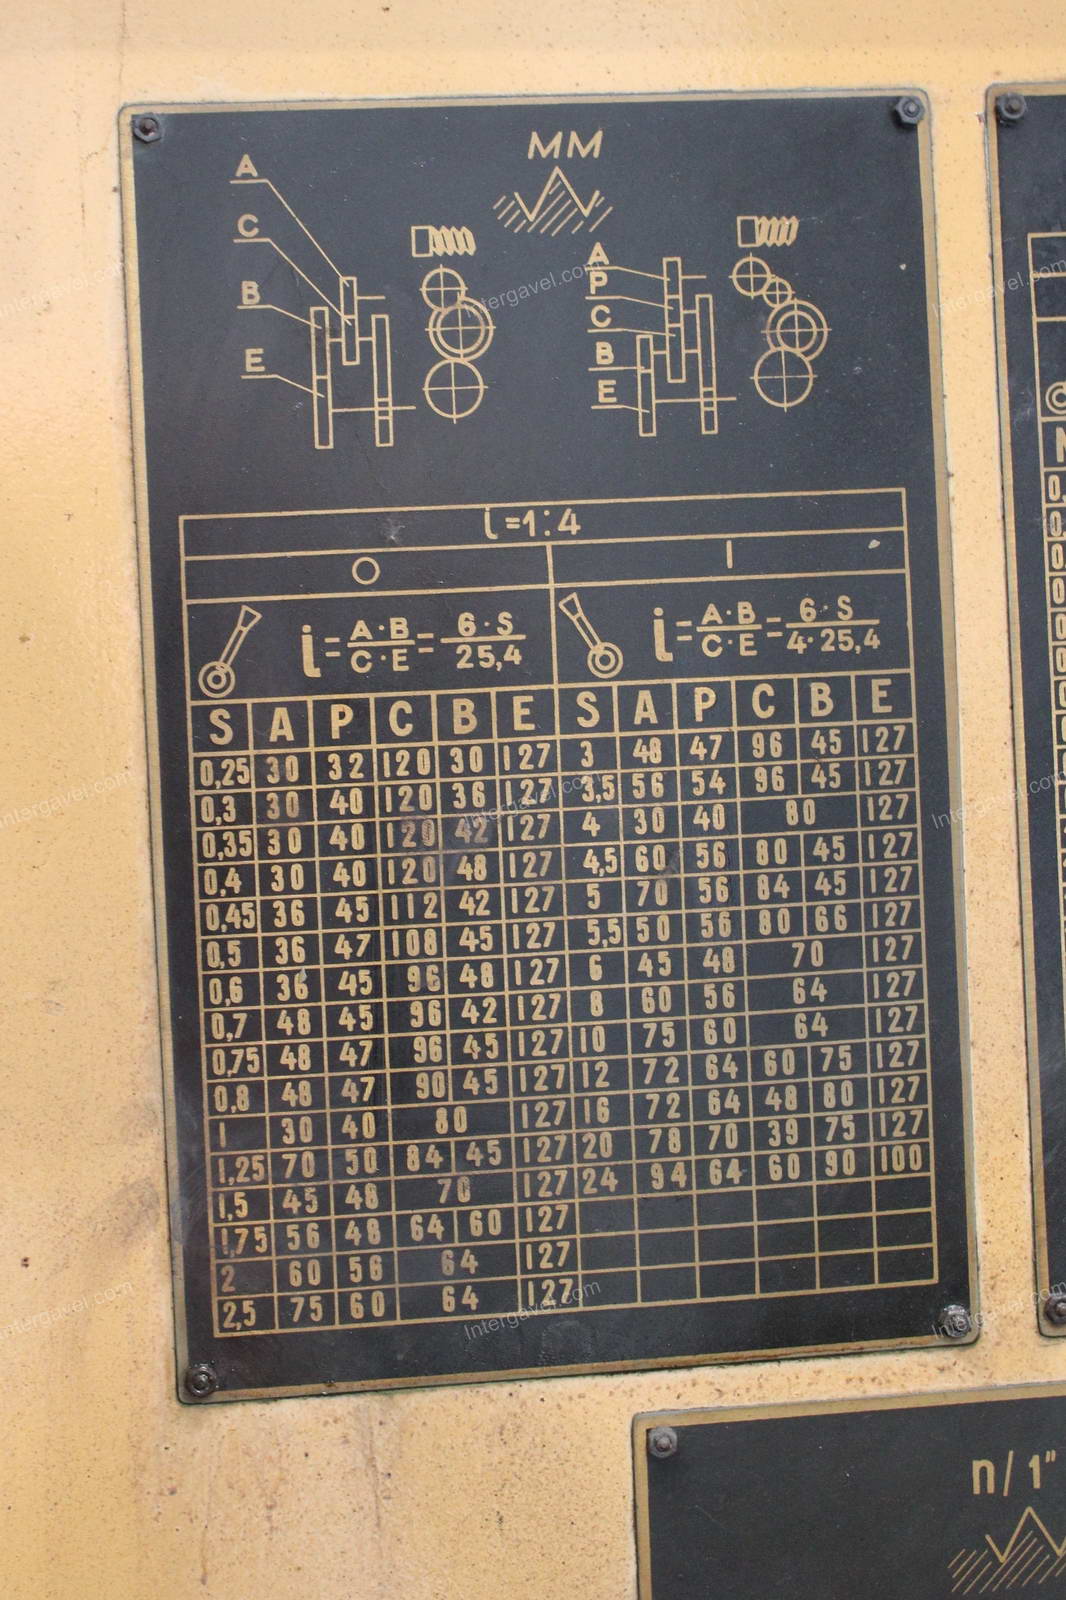 MM
A
C
B
E
A
P
C
B
E
i=1:4
O I
i = A·B / C·E = 6·S / 25,4 i = A·B / C·E = 6·S / 4·25,4
S A P C B E S A P C B E
0,25 30 32 120 30 127 3 48 47 96 45 127
0,3 30 40 120 36 127 3,5 56 54 96 45 127
0,35 30 40 120 42 127 4 30 40 80 127
0,4 30 40 120 48 127 4,5 60 56 80 45 127
0,45 36 45 112 42 127 5 70 56 84 45 127
0,5 36 47 108 45 127 5,5 50 56 80 66 127
0,6 36 45 96 48 127 6 45 48 70 127
0,7 48 45 96 42 127 8 60 56 64 127
0,75 48 47 96 45 127 10 75 60 64 127
0,8 48 47 90 45 127 12 72 64 60 75 127
1 30 40 80 127 16 72 64 48 80 127
1,25 70 50 84 45 127 20 78 70 39 75 127
1,5 45 48 70 127 24 94 64 60 90 100
1,75 56 48 64 60 127
2 60 56 64 127
2,5 75 60 64 127
n/1"
Intergavel.com